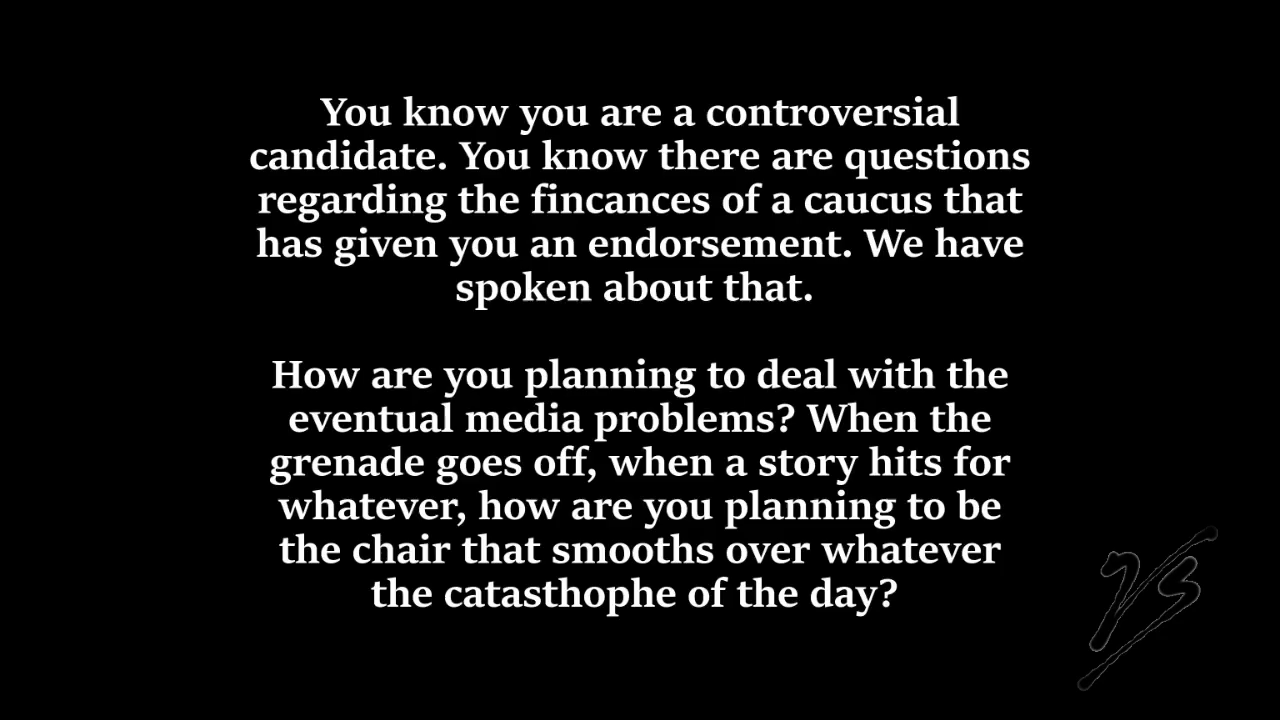 You know you are a controversial
candidate. You know there are questions
regarding the fincances of a caucus that
has given you an endorsement. We have
spoken about that.
How are you planning to deal with the
eventual media problems? When the
grenade goes off, when a story hits for
whatever, how are you planning to be
the chair that smooths over whatever
the catasthophe of the day?